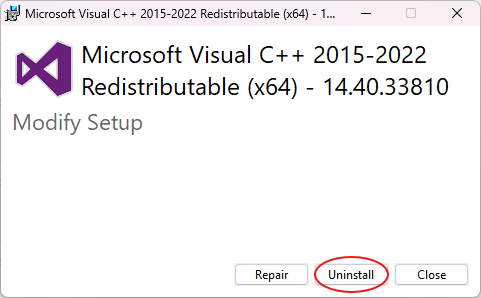 Microsoft Visual C++ 2015-2022 Redistributable (x64) - 1...
Microsoft Visual C++ 2015-2022
Redistributable (x64) - 14.40.33810
Modify Setup
Repair Uninstall Close